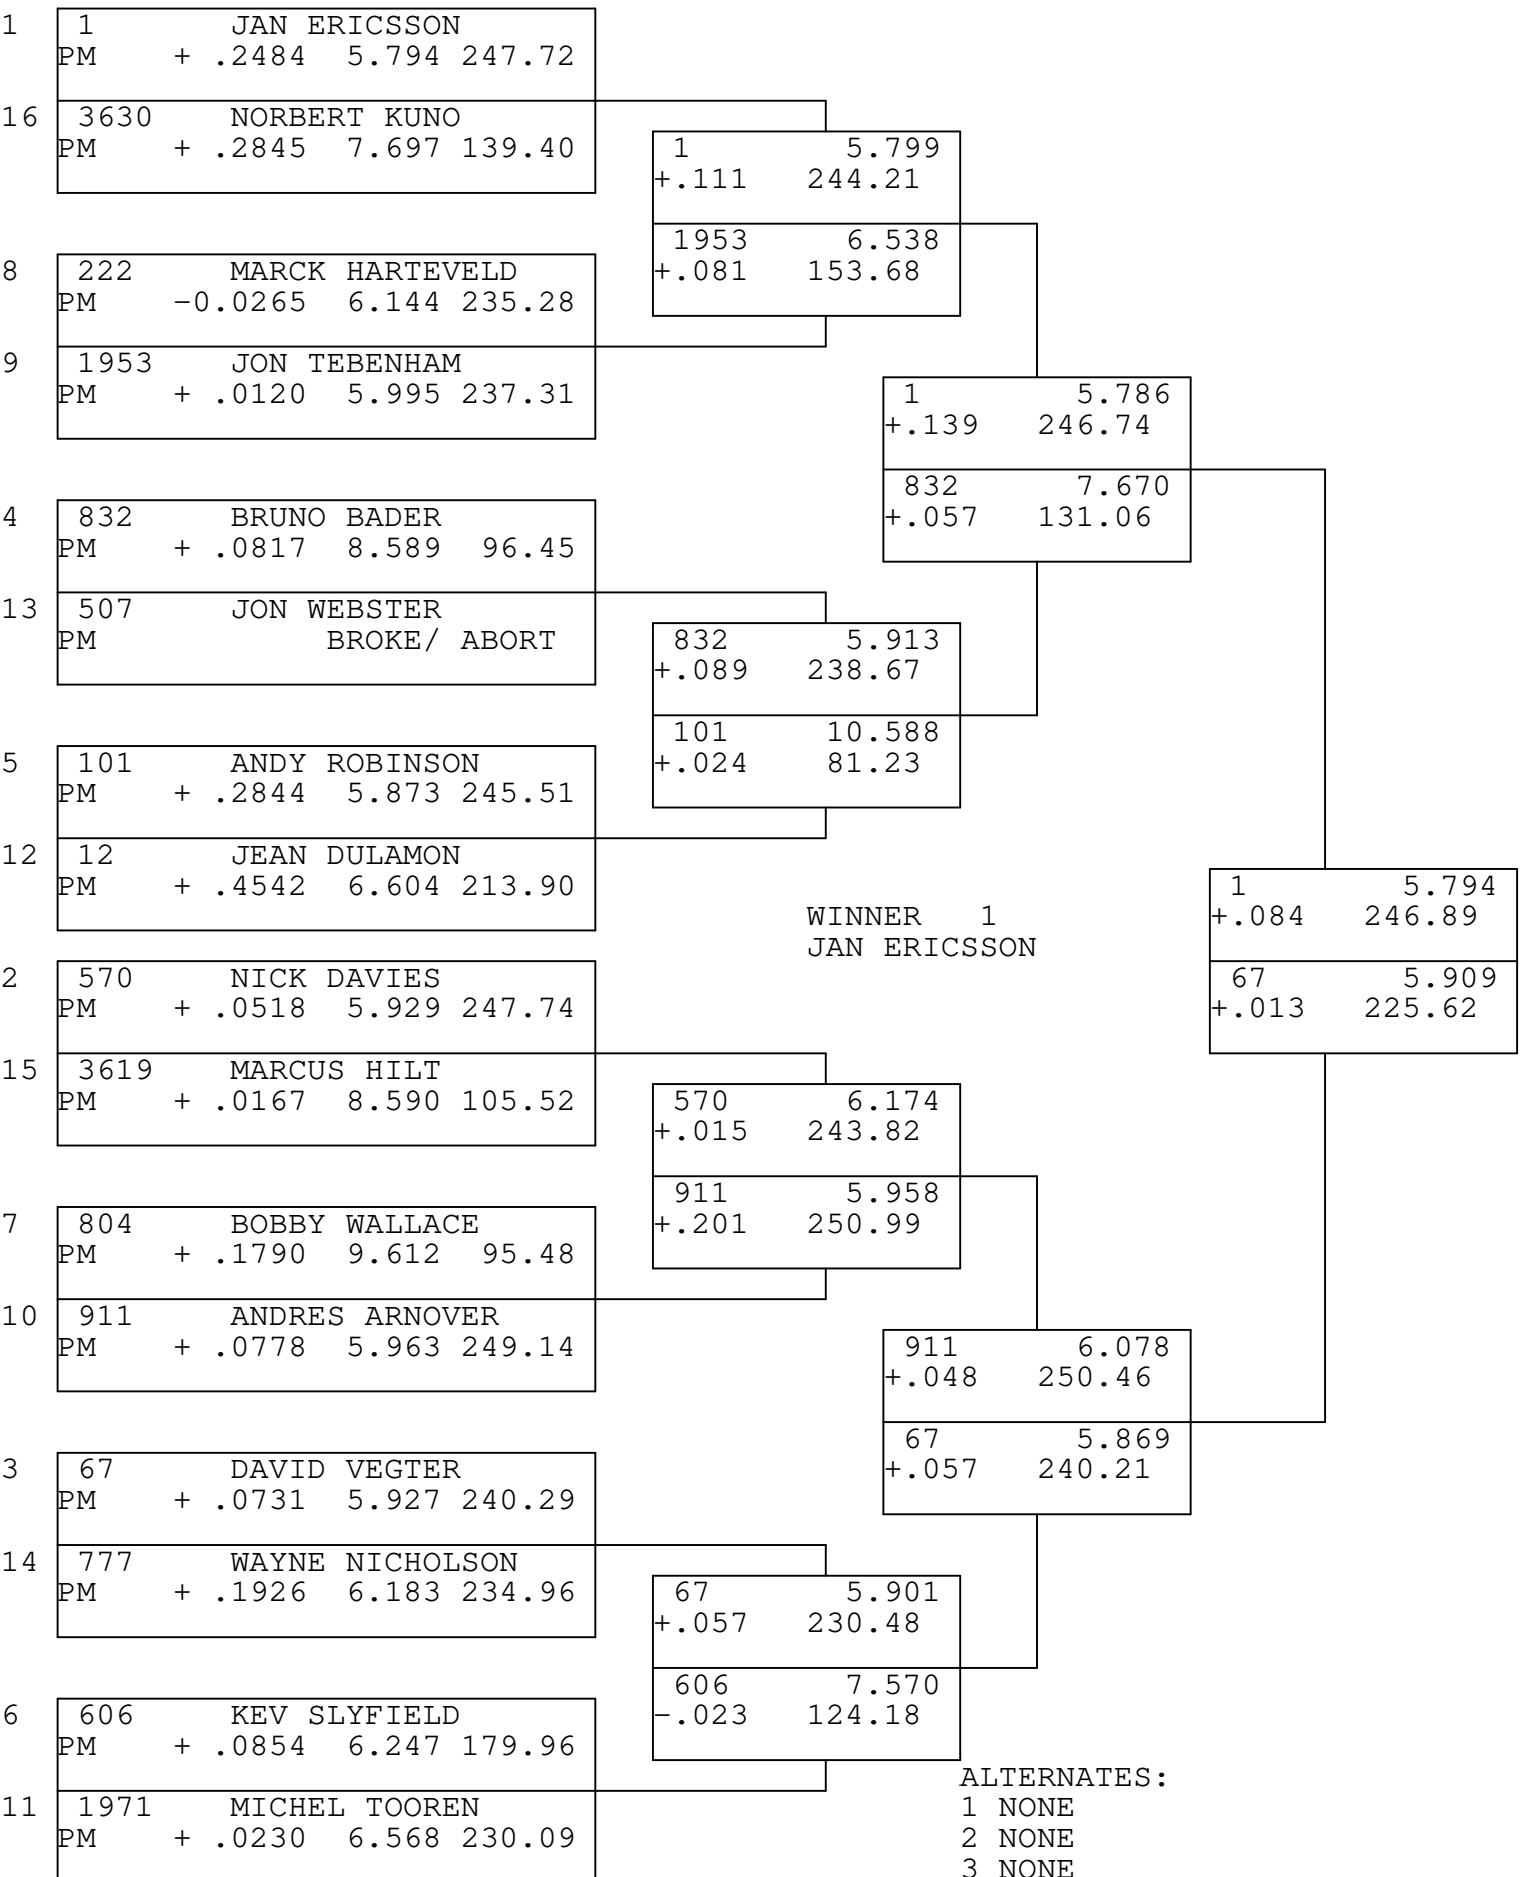 1 1 JAN ERICSSON
PM + .2484 5.794 247.72
16 3630 NORBERT KUNO
PM + .2845 7.697 139.40
8 222 MARCK HARTEVELD
PM -0.0265 6.144 235.28
9 1953 JON TEBENHAM
PM + .0120 5.995 237.31
4 832 BRUNO BADER
PM + .0817 8.589 96.45
13 507 JON WEBSTER
PM BROKE/ ABORT
5 101 ANDY ROBINSON
PM + .2844 5.873 245.51
12 12 JEAN DULAMON
PM + .4542 6.604 213.90
2 570 NICK DAVIES
PM + .0518 5.929 247.74
15 3619 MARCUS HILT
PM + .0167 8.590 105.52
7 804 BOBBY WALLACE
PM + .1790 9.612 95.48
10 911 ANDRES ARNOVER
PM + .0778 5.963 249.14
3 67 DAVID VEGTER
PM + .0731 5.927 240.29
14 777 WAYNE NICHOLSON
PM + .1926 6.183 234.96
6 606 KEV SLYFIELD
PM + .0854 6.247 179.96
11 1971 MICHEL TOOREN
PM + .0230 6.568 230.09
1 5.799
+.111 244.21
1953 6.538
+.081 153.68
832 5.913
+.089 238.67
101 10.588
+.024 81.23
570 6.174
+.015 243.82
911 5.958
+.201 250.99
67 5.901
+.057 230.48
606 7.570
-.023 124.18
1 5.786
+.139 246.74
832 7.670
+.057 131.06
911 6.078
+.048 250.46
67 5.869
+.057 240.21
1 5.794
+.084 246.89
67 5.909
+.013 225.62
WINNER 1
JAN ERICSSON
ALTERNATES:
1 NONE
2 NONE
3 NONE